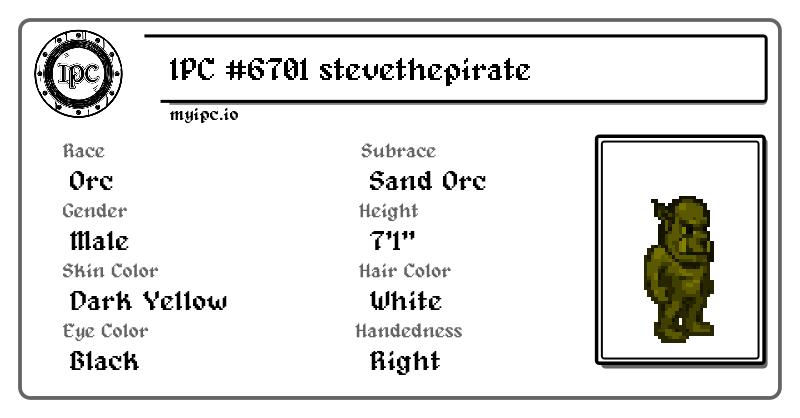 IPC
IPC #6701 stevethepirate
myipc.io
Race
Orc
Subrace
Sand Orc
Gender
Male
Height
7'1"
Skin Color
Dark Yellow
Hair Color
White
Eye Color
Black
Handedness
Right